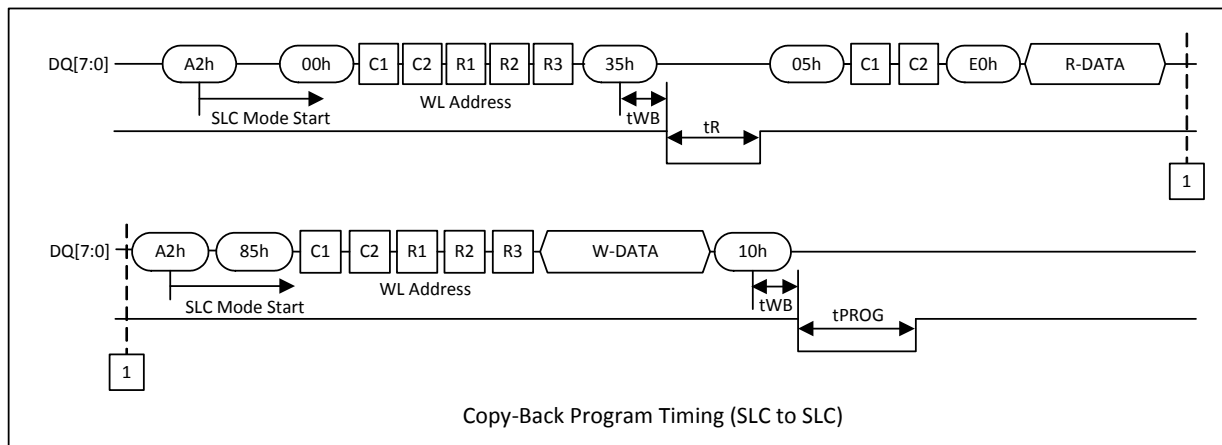 DQ[7:0] A2h 00h C1 C2 R1 R2 R3 35h 05h C1 C2 E0h R-DATA
SLC Mode Start WL Address tWB tR
1
DQ[7:0] A2h 85h C1 C2 R1 R2 R3 W-DATA 10h
SLC Mode Start WL Address tWB tPROG
1
Copy-Back Program Timing (SLC to SLC)